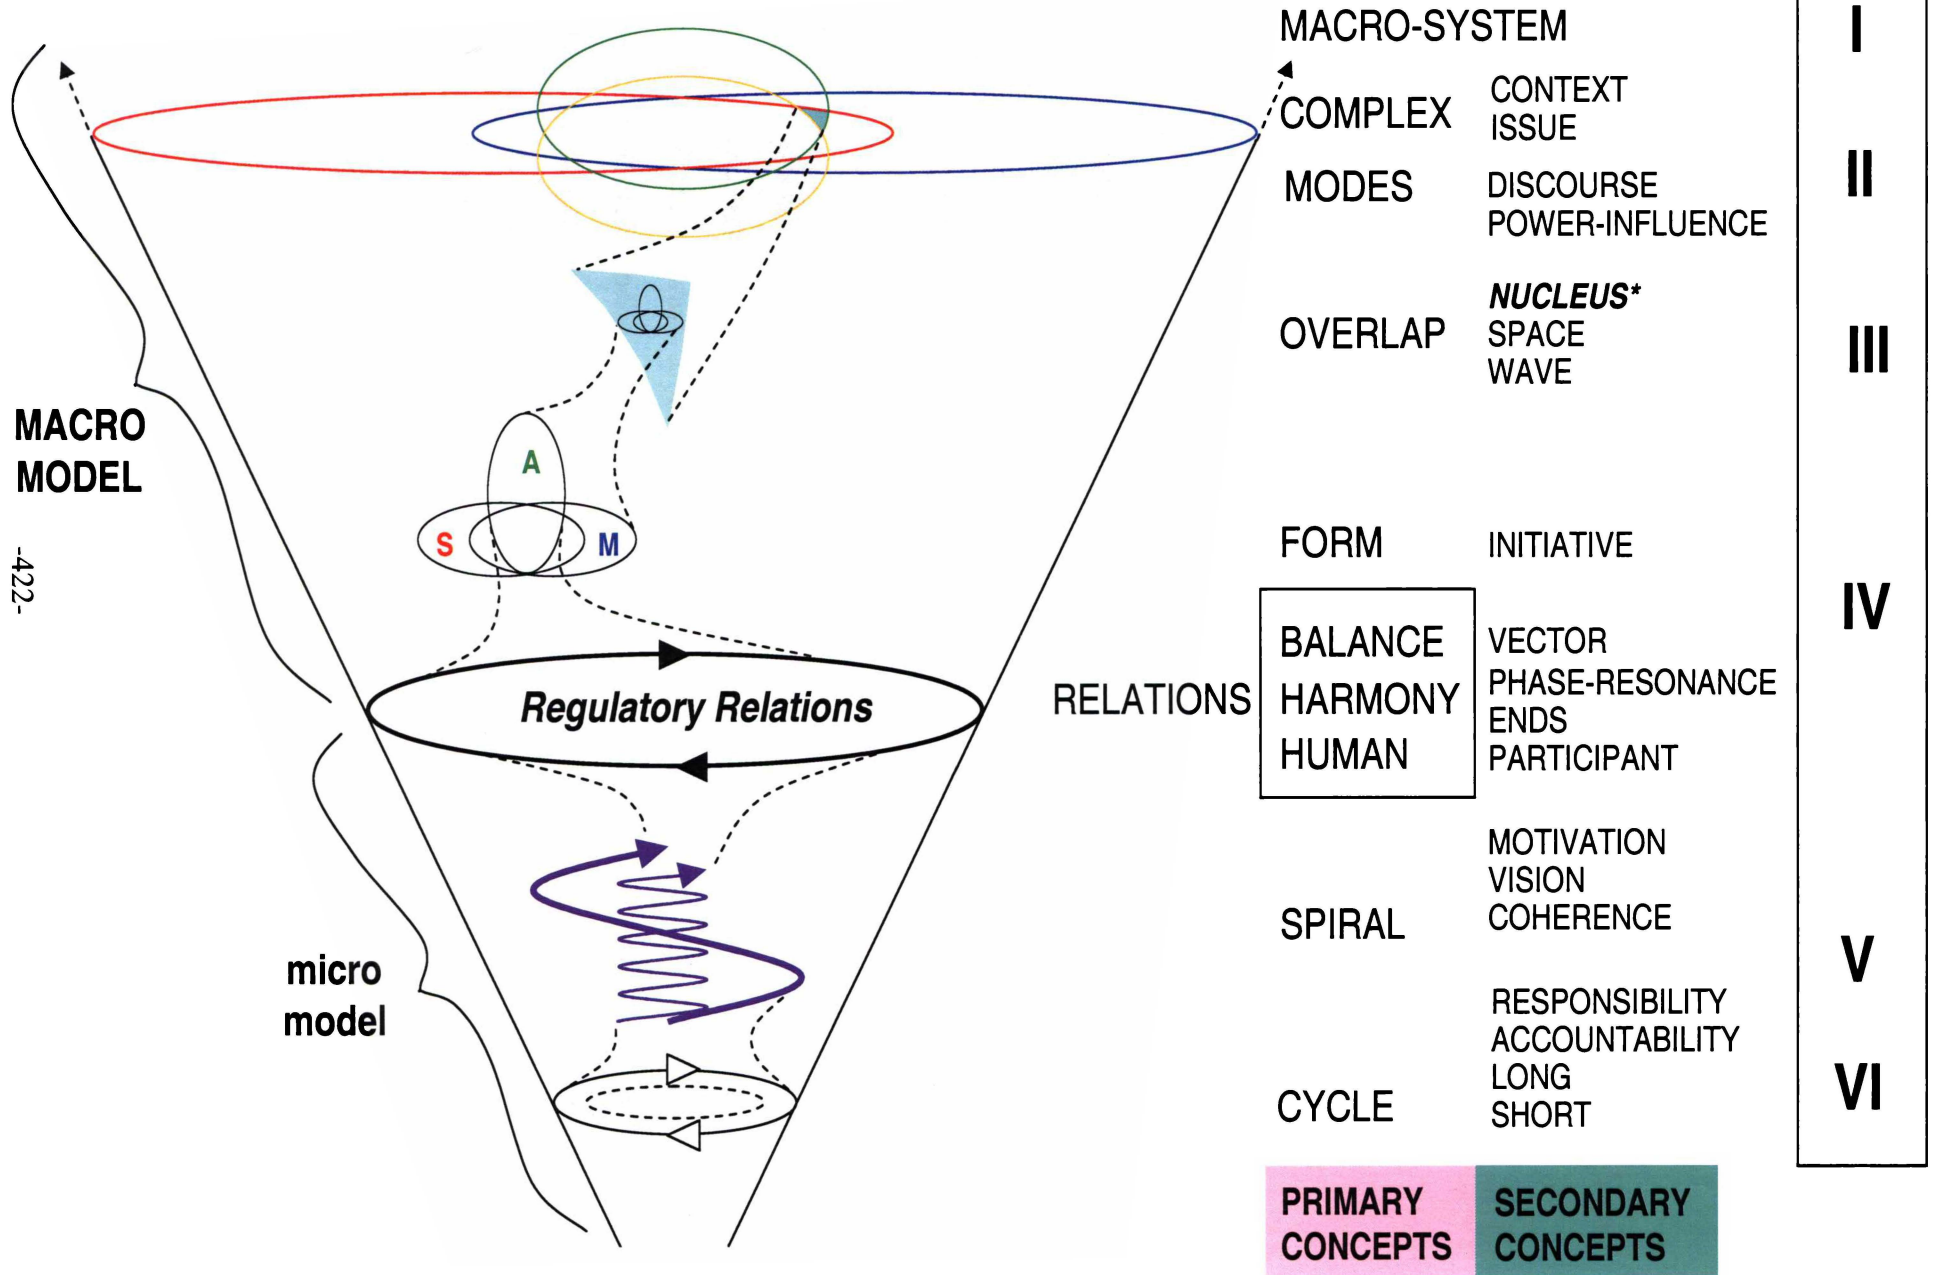 MACRO-SYSTEM
I
COMPLEX
CONTEXT
ISSUE
II
MODES
DISCOURSE
POWER-INFLUENCE
OVERLAP
NUCLEUS*
SPACE
WAVE
III
MACRO
MODEL
-422-
A
S
M
FORM
INITIATIVE
IV
Regulatory Relations
RELATIONS
BALANCE
HARMONY
HUMAN
VECTOR
PHASE-RESONANCE
ENDS
PARTICIPANT
micro
model
SPIRAL
MOTIVATION
VISION
COHERENCE
V
CYCLE
RESPONSIBILITY
ACCOUNTABILITY
LONG
SHORT
VI
PRIMARY
CONCEPTS
SECONDARY
CONCEPTS